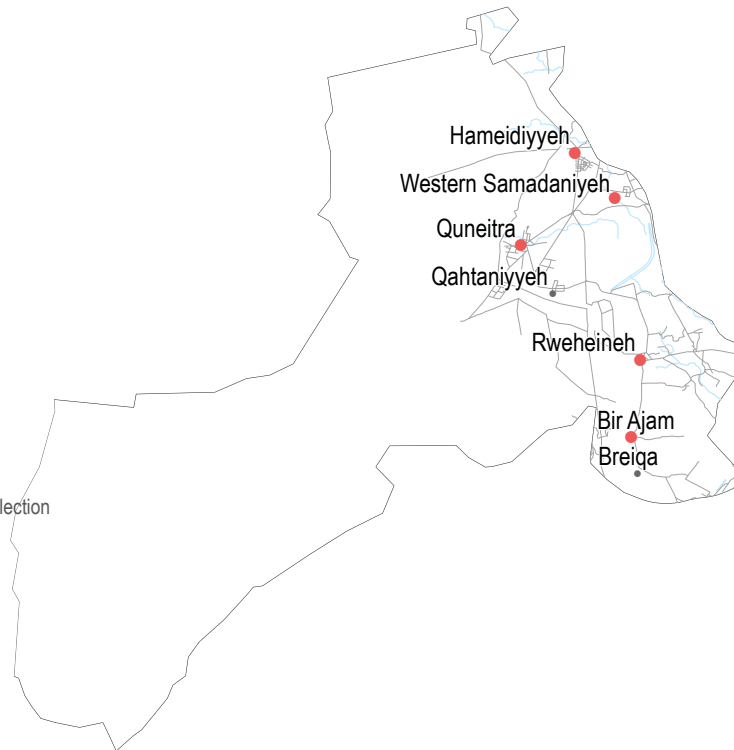 Hameidiyyeh
Western Samadaniyeh
Quneitra
Qahtaniyyeh
Rweheineh
Bir Ajam
Breiqa
lection